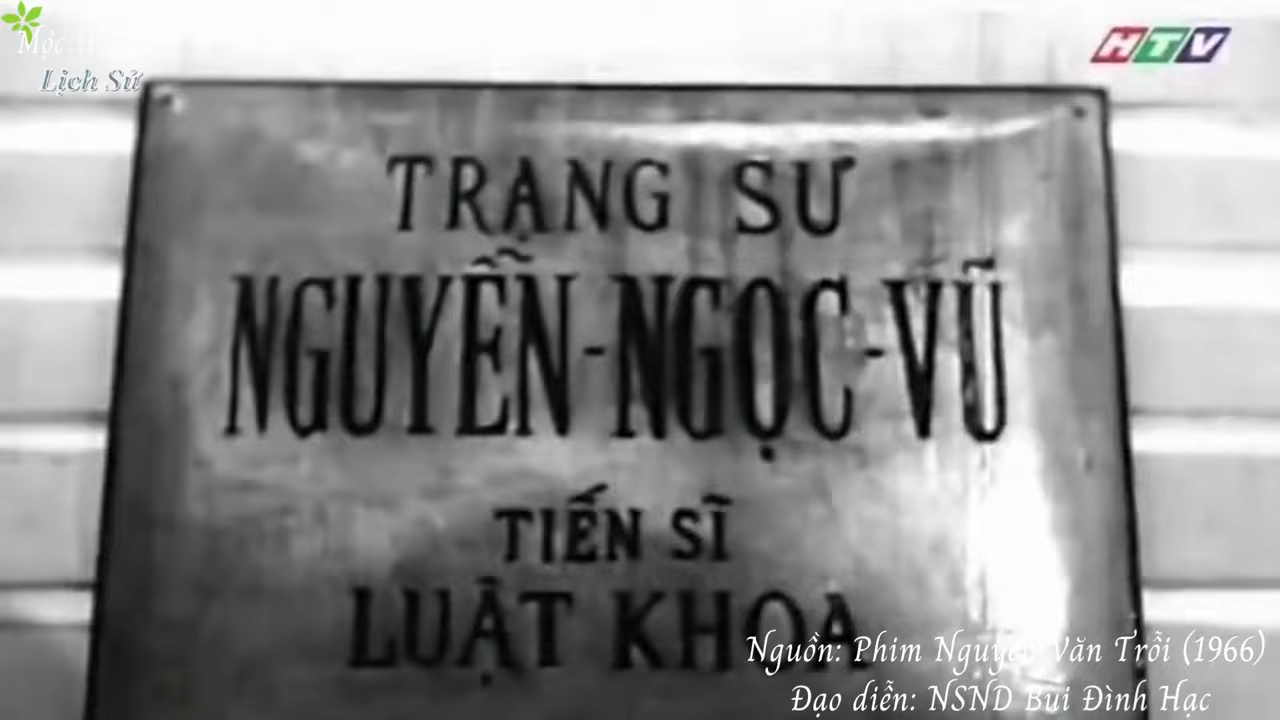 Mộc
Lịch Sử
HTV
TRẠNG SƯ
NGUYỄN-NGỌC-VŨ
TIẾN SĨ
LUẬT KHOA
Nguồn: Phim Nguyễn Văn Trỗi (1966)
Đạo diễn: NSND Bùi Đình Hạc